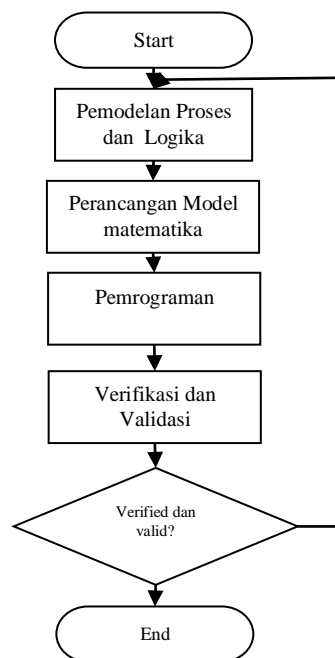 Start
Pemodelan Proses
dan Logika
Perancangan Model
matematika
Pemrograman
Verifikasi dan
Validasi
Verified dan
valid?
End